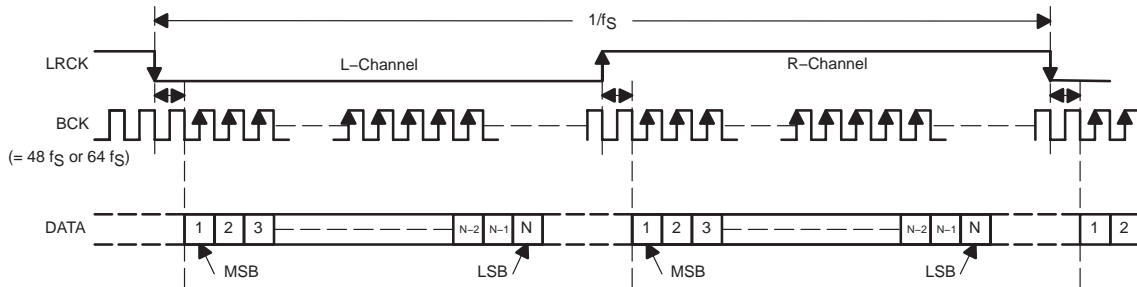 1/fS
LRCK
L–Channel
R–Channel
BCK
(= 48 fS or 64 fS)
DATA
1 2 3 N–2 N–1 N 1 2 3 N–2 N–1 N 1 2
MSB LSB MSB LSB